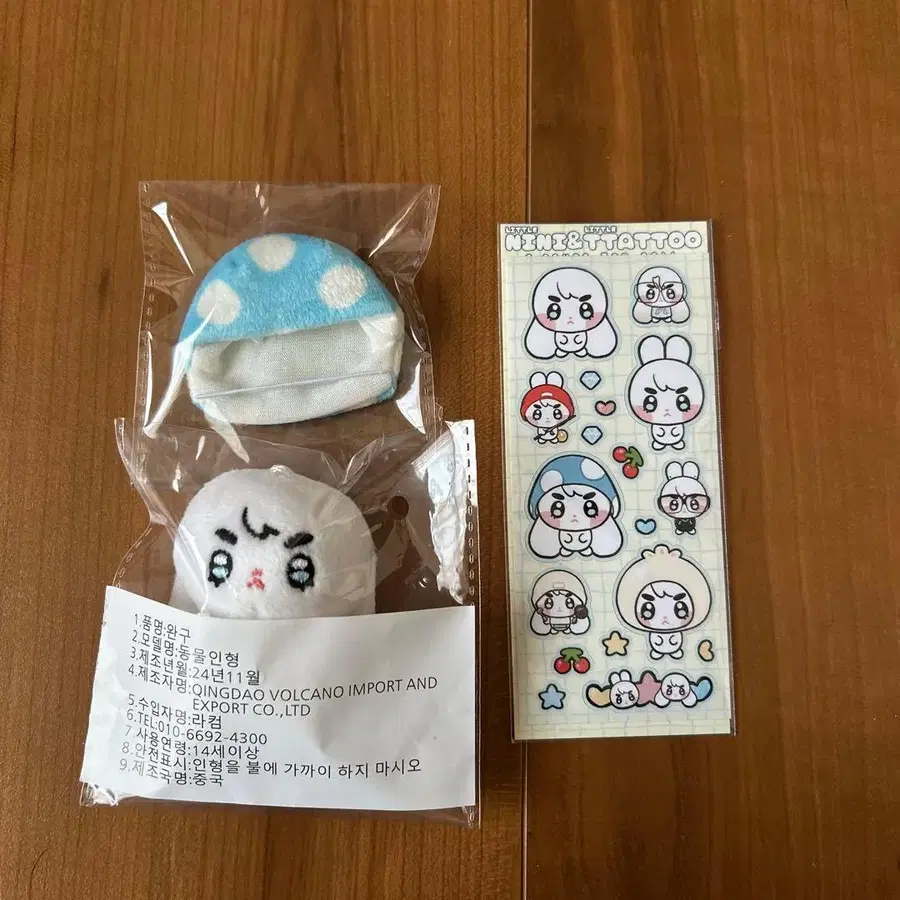 1.품명:완구
2.모델명:동물인형
3.제조년월:24년11월
4.제조자명:QINGDAO VOLCANO IMPORT AND
EXPORT CO.,LTD
5.수입자명:라컴
6.TEL:010-6692-4300
7.사용연령:14세이상
8.안전표시:인형을 불에 가까이 하지 마시오
9.제조국명:중국
LITTLE LITTLE
NINI&TTATTOO